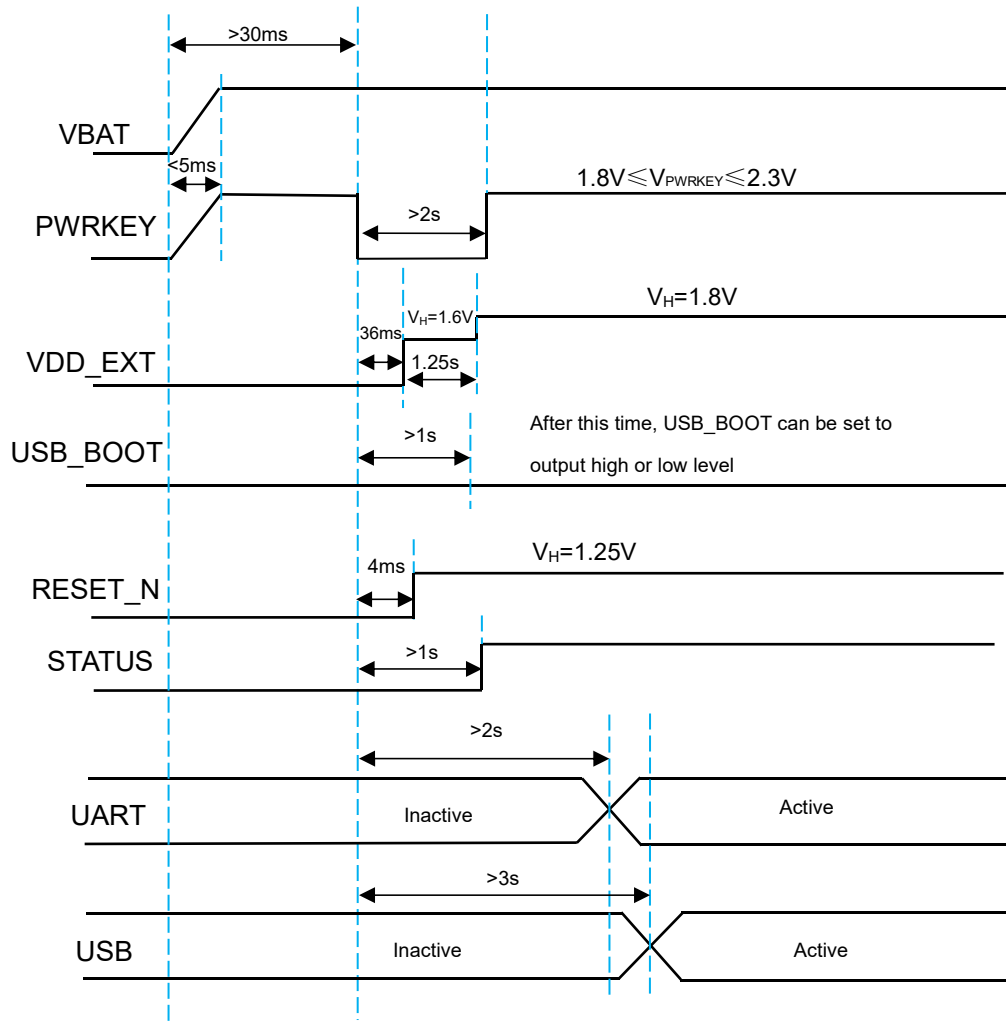 >30ms
VBAT
<5ms
1.8V≤VPWRKEY≤2.3V
PWRKEY
>2s
VH=1.8V
VH=1.6V
36ms
VDD_EXT
1.25s
After this time, USB_BOOT can be set to
output high or low level
>1s
USB_BOOT
VH=1.25V
4ms
RESET_N
STATUS
>1s
>2s
UART
Inactive
Active
>3s
USB
Inactive
Active